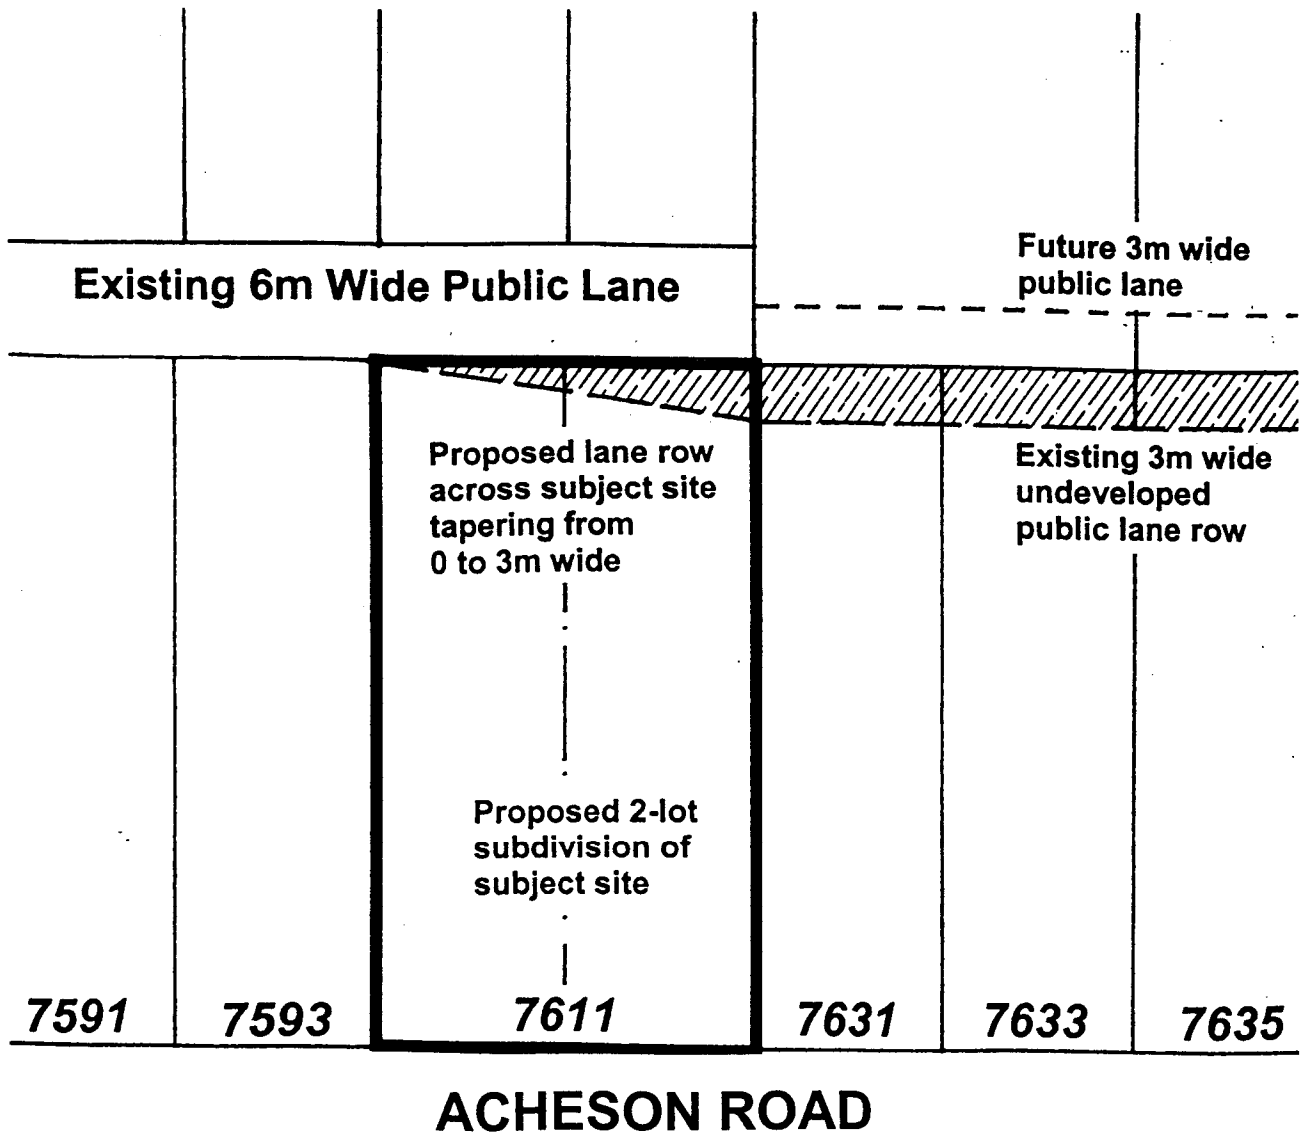 Existing 6m Wide Public Lane
Future 3m wide
public lane
Proposed lane row
across subject site
tapering from
0 to 3m wide
Existing 3m wide
undeveloped
public lane row
Proposed 2-lot
subdivision of
subject site
7591
7593
7611
7631
7633
7635
ACHESON ROAD